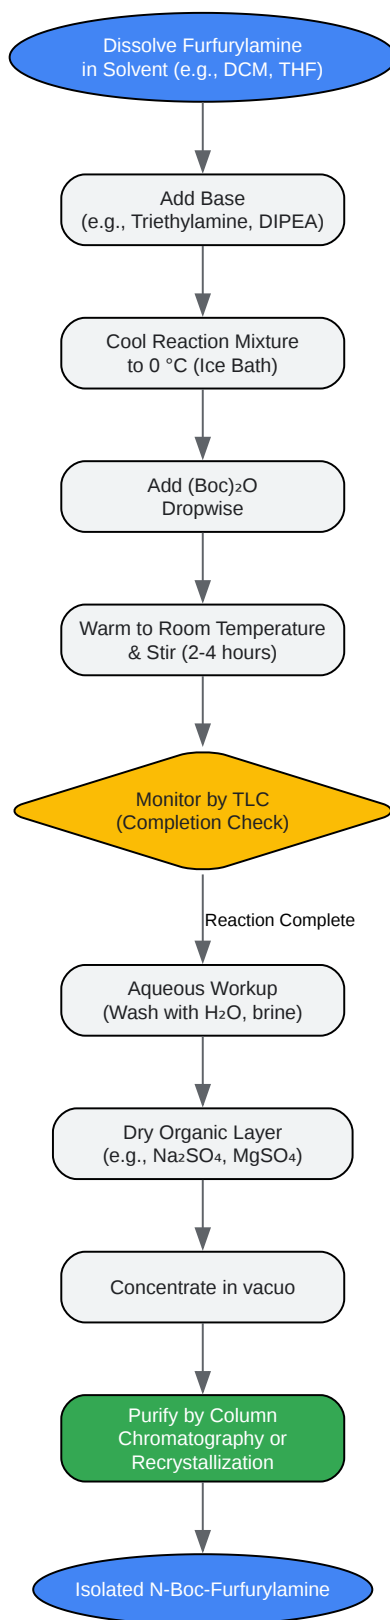 Dissolve Furfurylamine
in Solvent (e.g., DCM, THF)
Add Base
(e.g., Triethylamine, DIPEA)
Cool Reaction Mixture
to 0 °C (Ice Bath)
Add (Boc)₂O
Dropwise
Warm to Room Temperature
& Stir (2-4 hours)
Monitor by TLC
(Completion Check)
Reaction Complete
Aqueous Workup
(Wash with H₂O, brine)
Dry Organic Layer
(e.g., Na₂SO₄, MgSO₄)
Concentrate in vacuo
Purify by Column
Chromatography or
Recrystallization
Isolated N-Boc-Furfurylamine